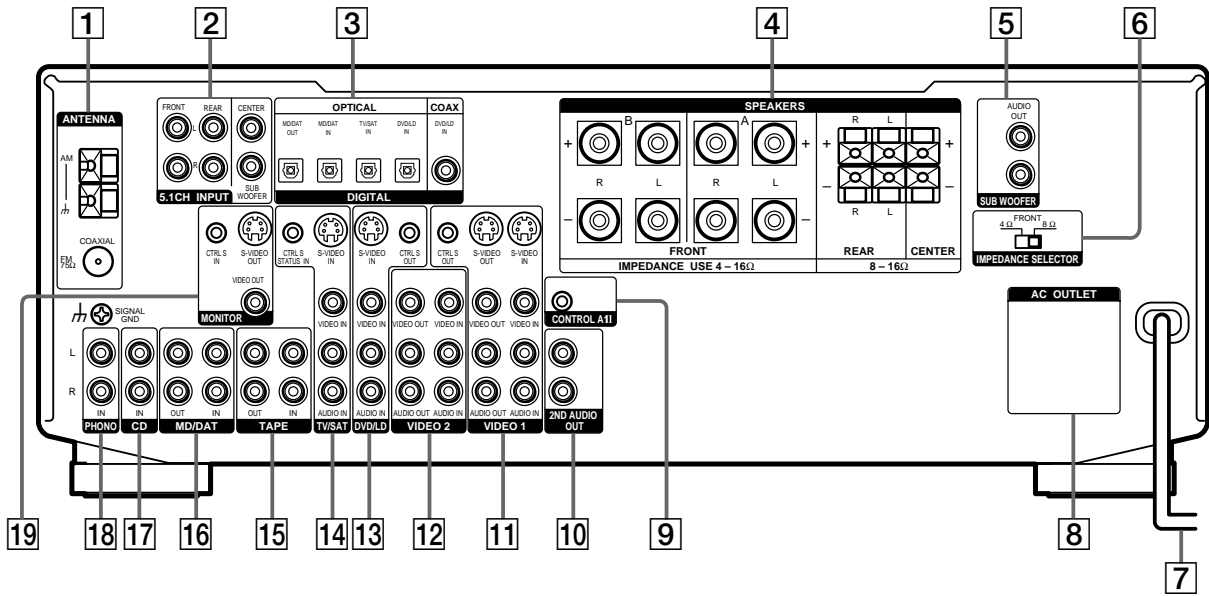 1 2 3 4 5 6
ANTENNA
AM
COAXIAL
FM
75Ω
FRONT REAR CENTER
L
R
SUB
WOOFER
5.1CH INPUT
OPTICAL COAX
MD/DAT OUT MD/DAT IN TV/SAT IN DVD/LD IN DVD/LD IN
DIGITAL
SPEAKERS
B A R L
+ + + +
R L R L
– – – –
R L
FRONT REAR CENTER
IMPEDANCE USE 4 – 16Ω 8 – 16Ω
AUDIO
OUT
SUB WOOFER
FRONT
4 Ω 8 Ω
IMPEDANCE SELECTOR
CTRL S IN S-VIDEO OUT CTRL S STATUS IN S-VIDEO IN S-VIDEO IN CTRL S OUT CTRL S OUT S-VIDEO OUT S-VIDEO IN
VIDEO OUT
MONITOR
VIDEO IN VIDEO IN VIDEO OUT VIDEO IN VIDEO OUT VIDEO IN
CONTROL A1II
AC OUTLET
SIGNAL
GND
L
R
IN IN OUT IN OUT IN AUDIO IN AUDIO IN AUDIO OUT AUDIO IN AUDIO OUT AUDIO IN
PHONO CD MD/DAT TAPE TV/SAT DVD/LD VIDEO 2 VIDEO 1 2ND AUDIO OUT
19 18 17 16 15 14 13 12 11 10 9 8
7